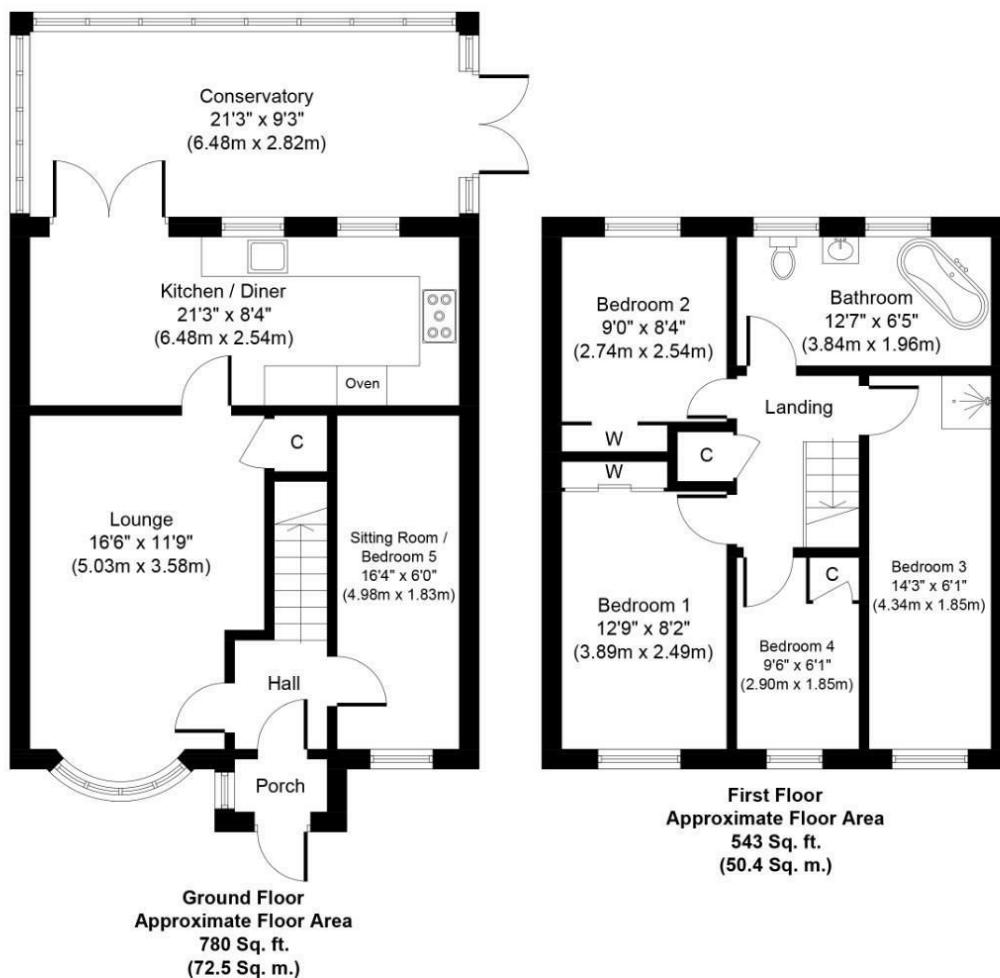 Conservatory
21'3" x 9'3"
(6.48m x 2.82m)
Kitchen / Diner
21'3" x 8'4"
(6.48m x 2.54m)
Oven
C
Lounge
16'6" x 11'9"
(5.03m x 3.58m)
Sitting Room /
Bedroom 5
16'4" x 6'0"
(4.98m x 1.83m)
Hall
Porch
Ground Floor
Approximate Floor Area
780 Sq. ft.
(72.5 Sq. m.)
Bedroom 2
9'0" x 8'4"
(2.74m x 2.54m)
Bathroom
12'7" x 6'5"
(3.84m x 1.96m)
Landing
W
C
W
Bedroom 1
12'9" x 8'2"
(3.89m x 2.49m)
C
Bedroom 4
9'6" x 6'1"
(2.90m x 1.85m)
Bedroom 3
14'3" x 6'1"
(4.34m x 1.85m)
First Floor
Approximate Floor Area
543 Sq. ft.
(50.4 Sq. m.)